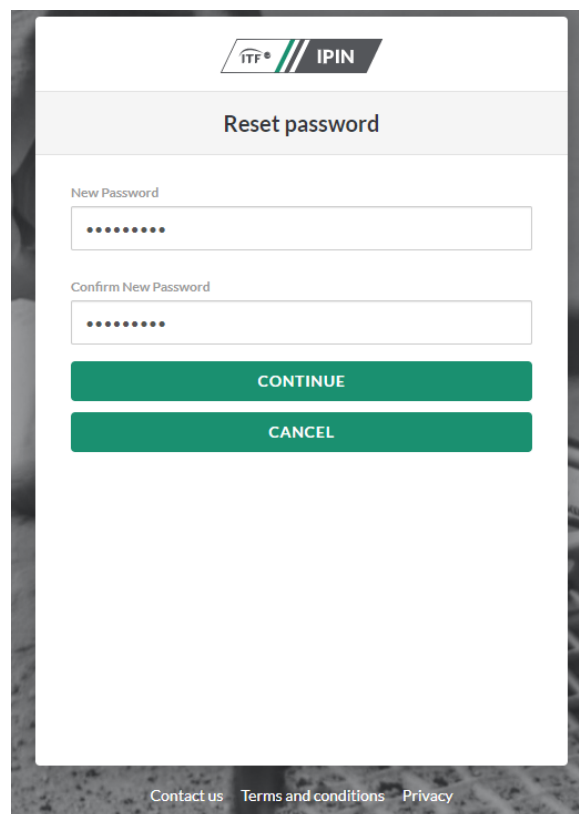 ITF® IPIN
Reset password
New Password
•••••••••
Confirm New Password
•••••••••
CONTINUE
CANCEL
Contact us Terms and conditions Privacy